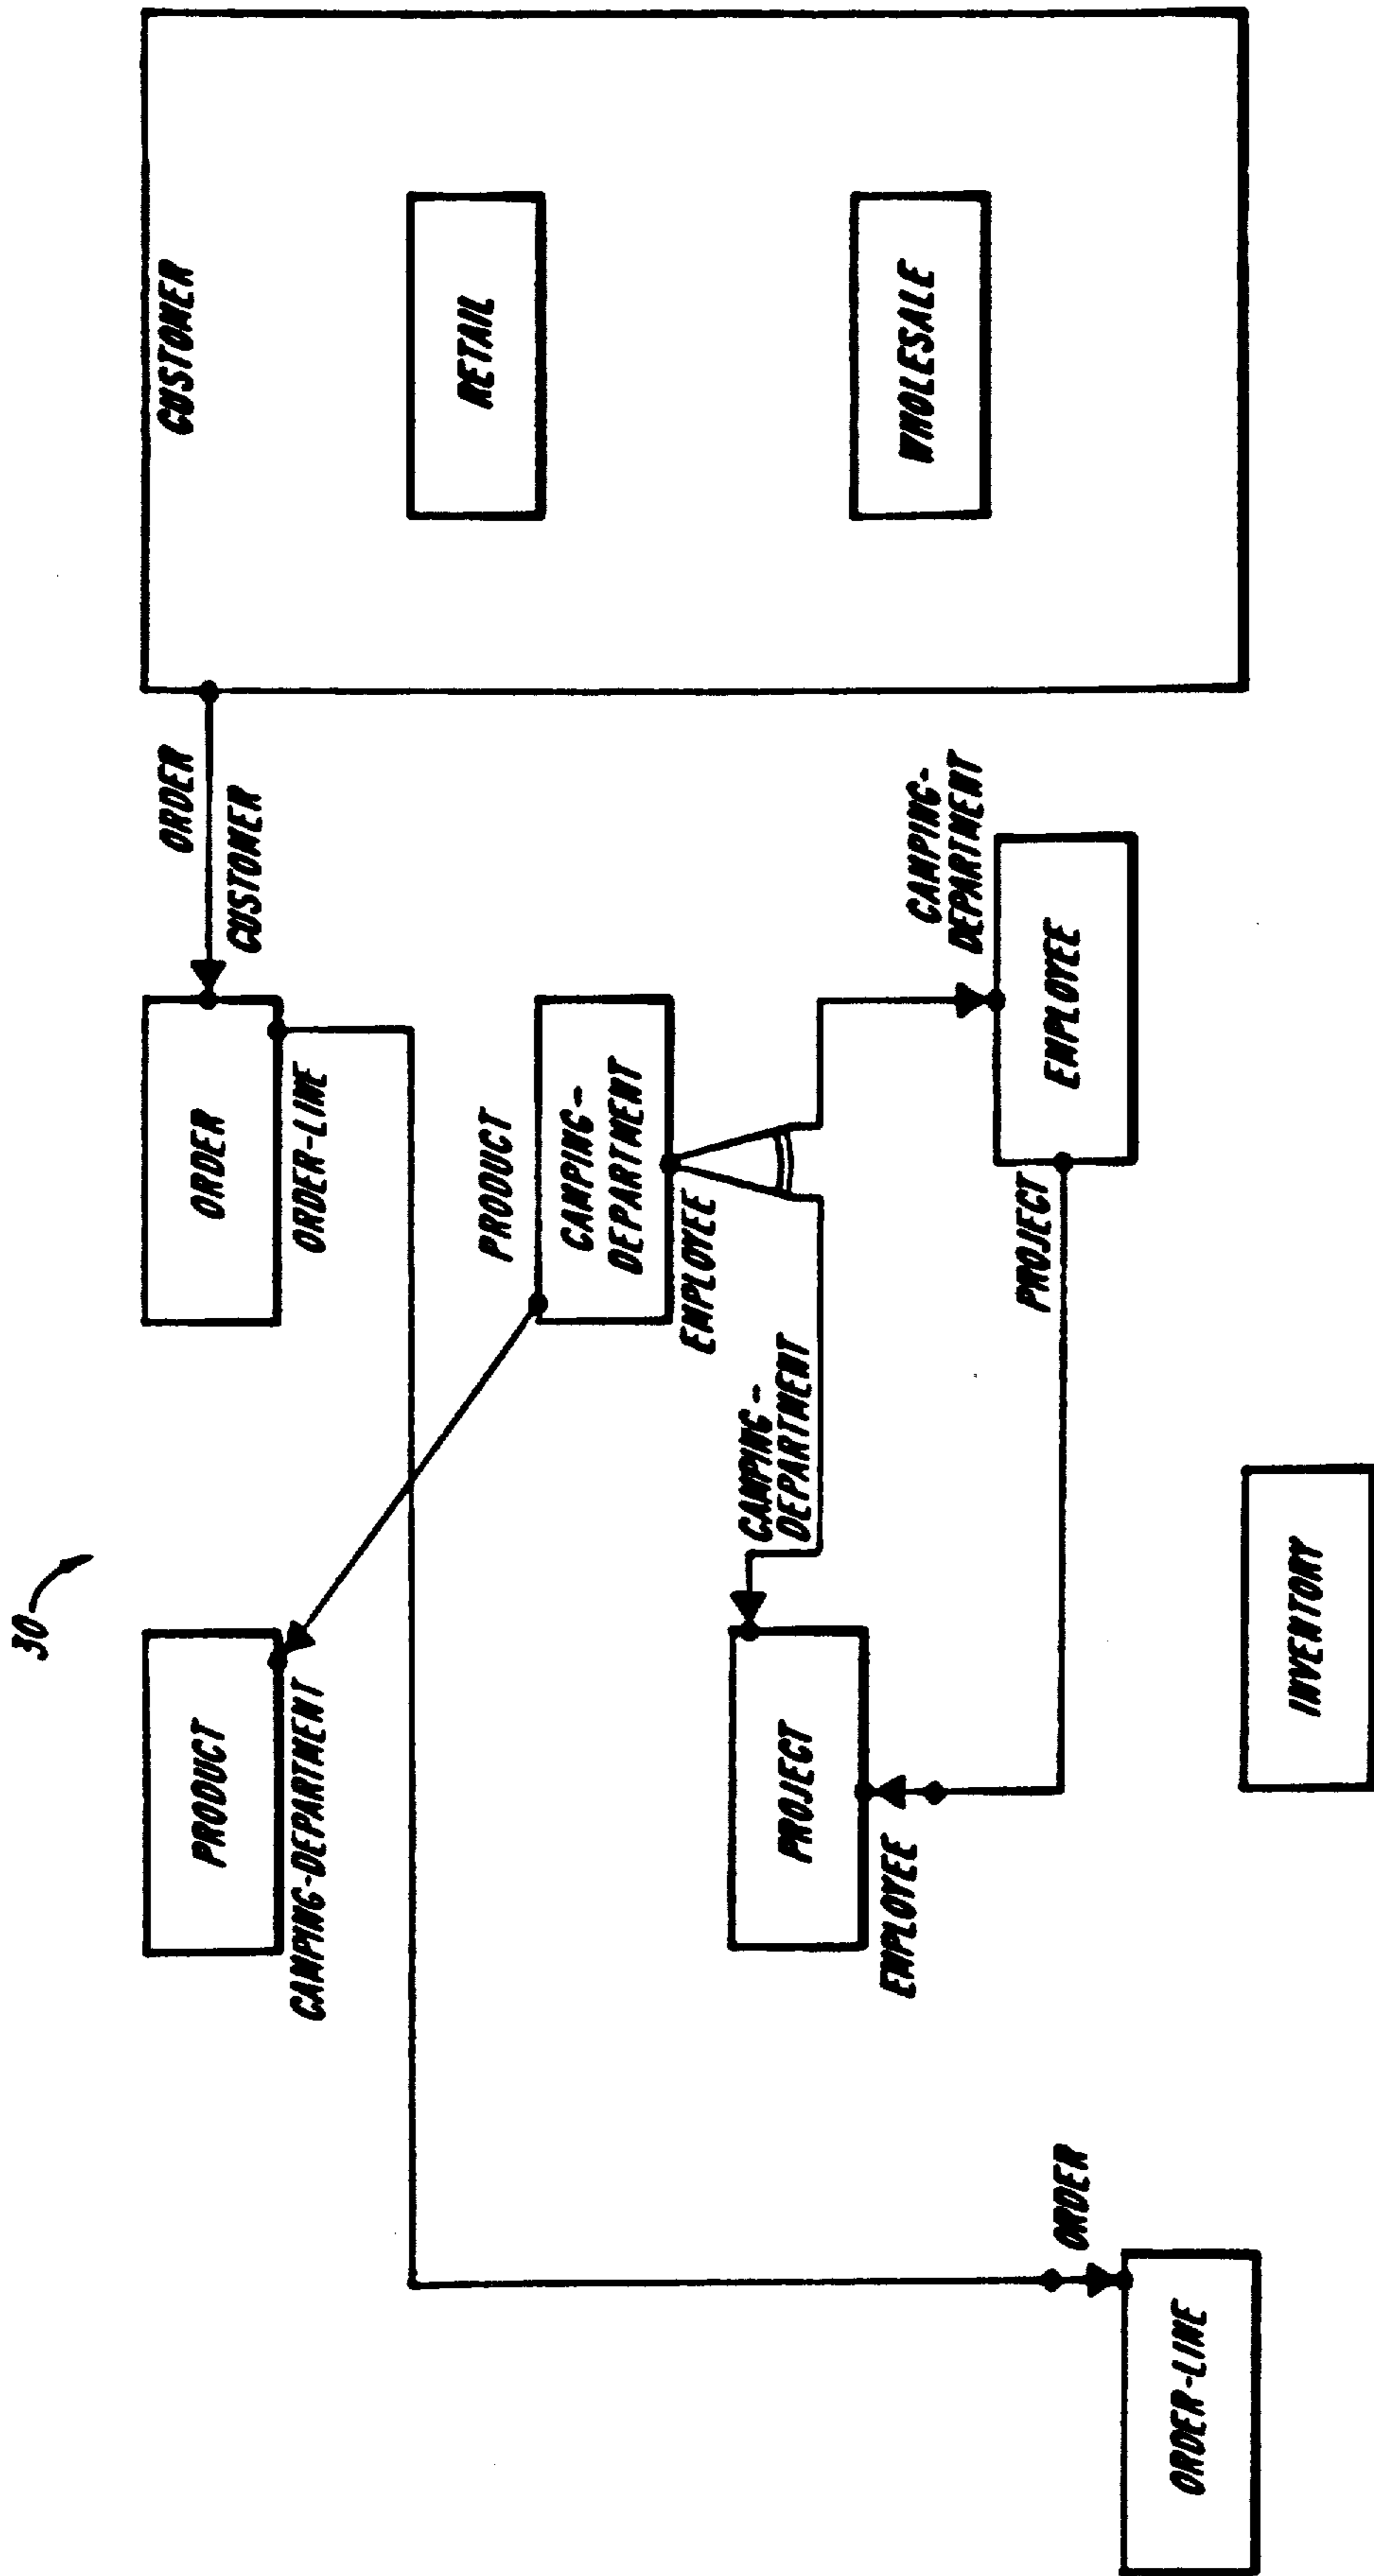 30
ORDER
CUSTOMER
PRODUCT
ORDER
CUSTOMER
CAMPING-DEPARTMENT
ORDER-LINE
PRODUCT
RETAIL
CAMPING-
DEPARTMENT
EMPLOYEE
CAMPING-
DEPARTMENT
PROJECT
EMPLOYEE
CAMPING-
DEPARTMENT
WHOLESALE
PROJECT
EMPLOYEE
ORDER
ORDER-LINE
INVENTORY